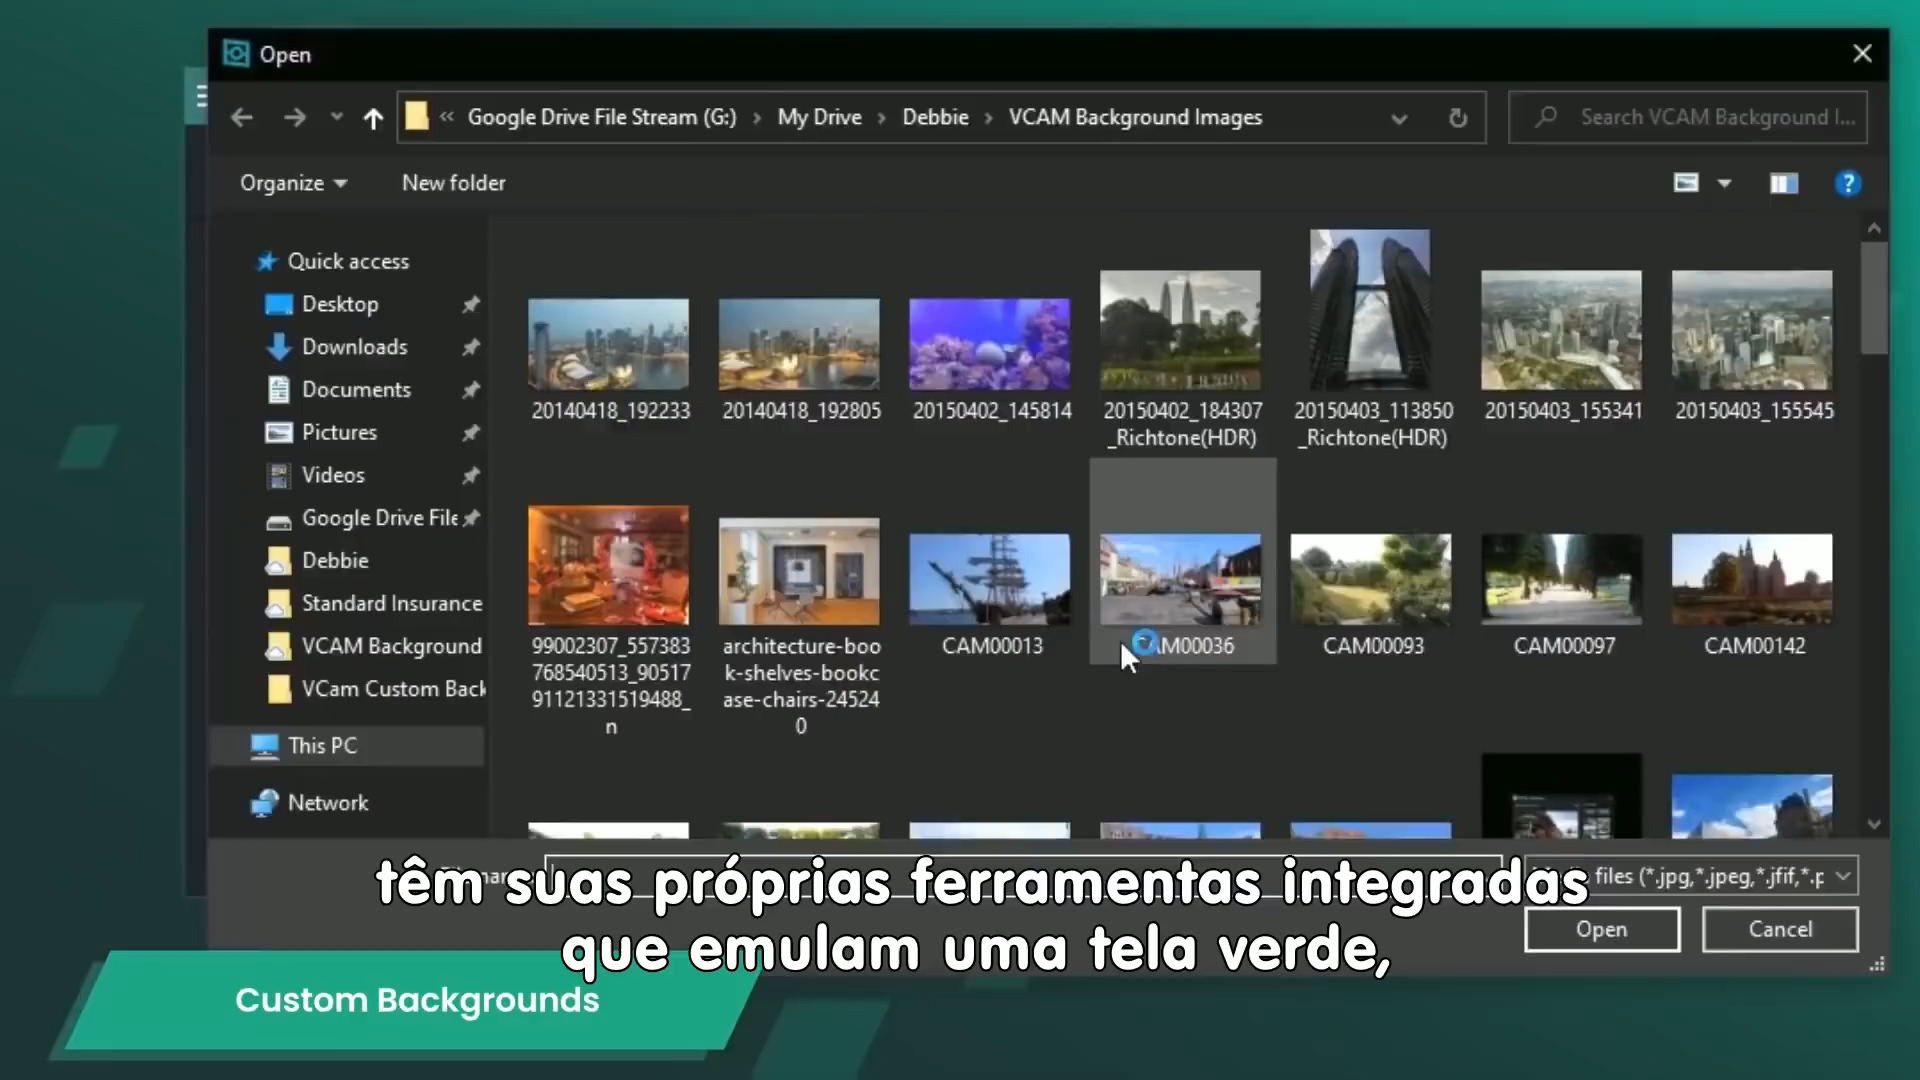 Open
Google Drive File Stream (G:) › My Drive › Debbie › VCAM Background Images
Search VCAM Background I...
Organize
New folder
Quick access
Desktop
Downloads
Documents
Pictures
Videos
Google Drive File
Debbie
Standard Insurance
VCAM Background
VCam Custom Back
This PC
Network
20140418_192233
20140418_192805
20150402_145814
20150402_184307
_Richtone(HDR)
20150403_113850
_Richtone(HDR)
20150403_155341
20150403_155545
99002307_557383
768540513_90517
91121331519488_
n
architecture-boo
k-shelves-bookc
ase-chairs-24524
0
CAM00013
AM00036
CAM00093
CAM00097
CAM00142
files (*.jpg,*.jpeg,*.jfif,*.p
Open
Cancel
têm suas próprias ferramentas integradas
que emulam uma tela verde,
Custom Backgrounds